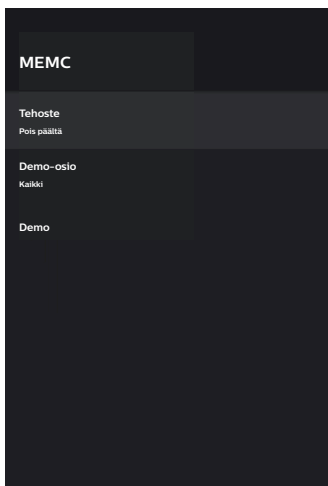 MEMC
Tehoste
Pois päältä
Demo-osio
Kaikki
Demo